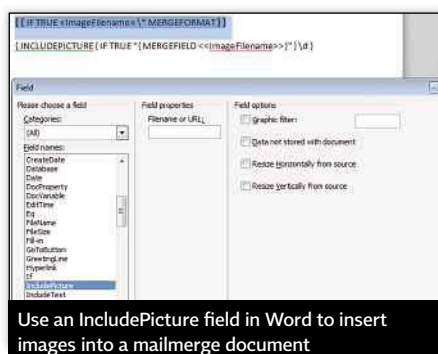 {{ IF TRUE <ImageFilename> \* MERGEFORMAT}}
{ INCLUDEPICTURE { IF TRUE "{ MERGEFIELD <<ImageFilename>>}" } \d }
Field
Please choose a field
Field properties
Field options
Categories:
Filename or URL:
Graphic filter:
(All)
Data not stored with document
Field names:
Resize Horizontally from source
CreateDate
Database
Date
DocProperty
DocVariable
EditTime
Eq
FileName
FileSize
Fill-in
GoToButton
GreetingLine
Hyperlink
If
IncludePicture
IncludeText
Resize Vertically from source
Use an IncludePicture field in Word to insert
images into a mailmerge document